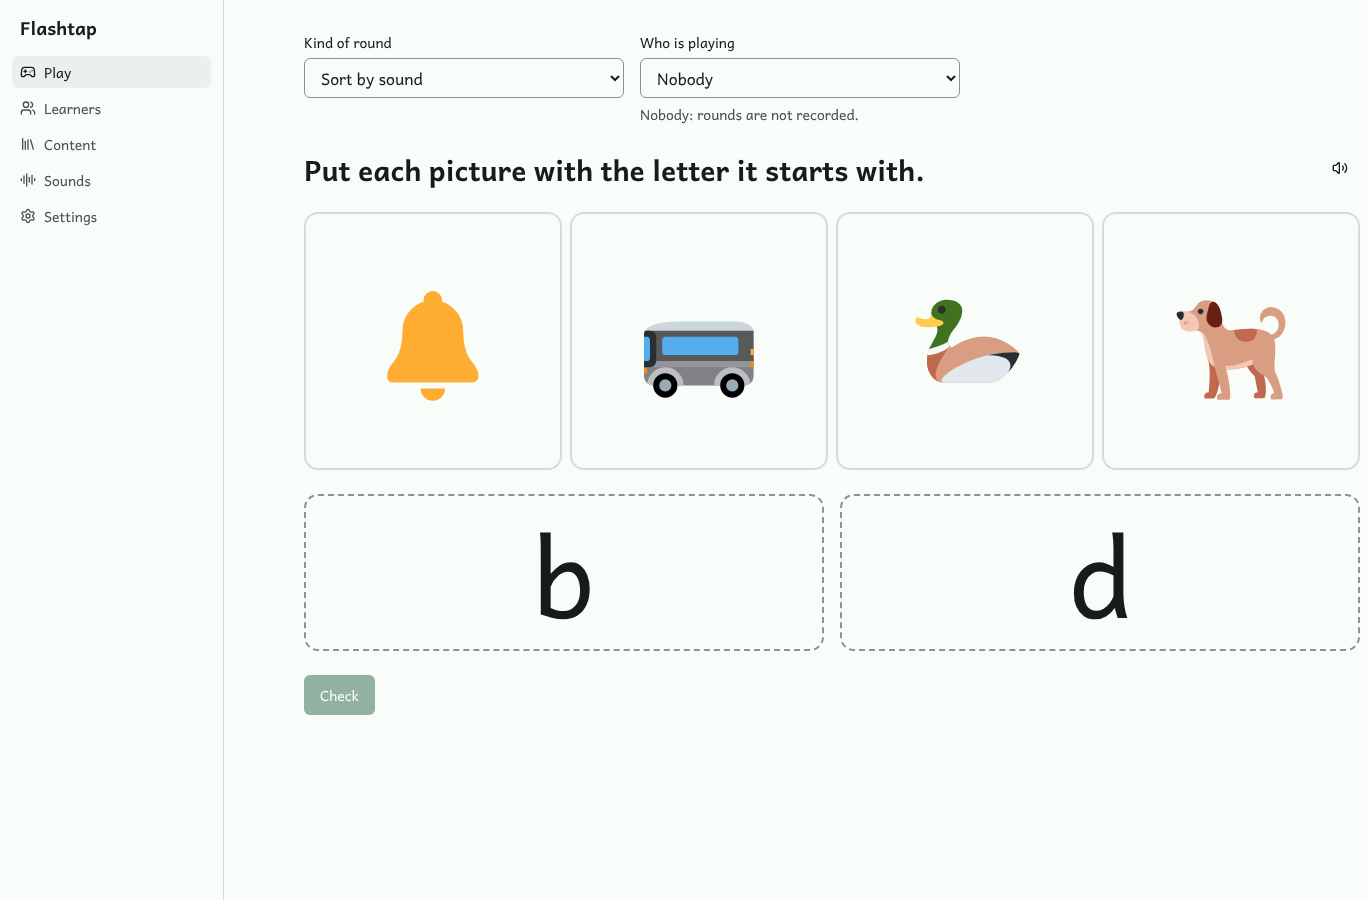 Flashtap
Play
Learners
Content
Sounds
Settings
Kind of round
Who is playing
Sort by sound
Nobody
Nobody: rounds are not recorded.
Put each picture with the letter it starts with.
b
d
Check